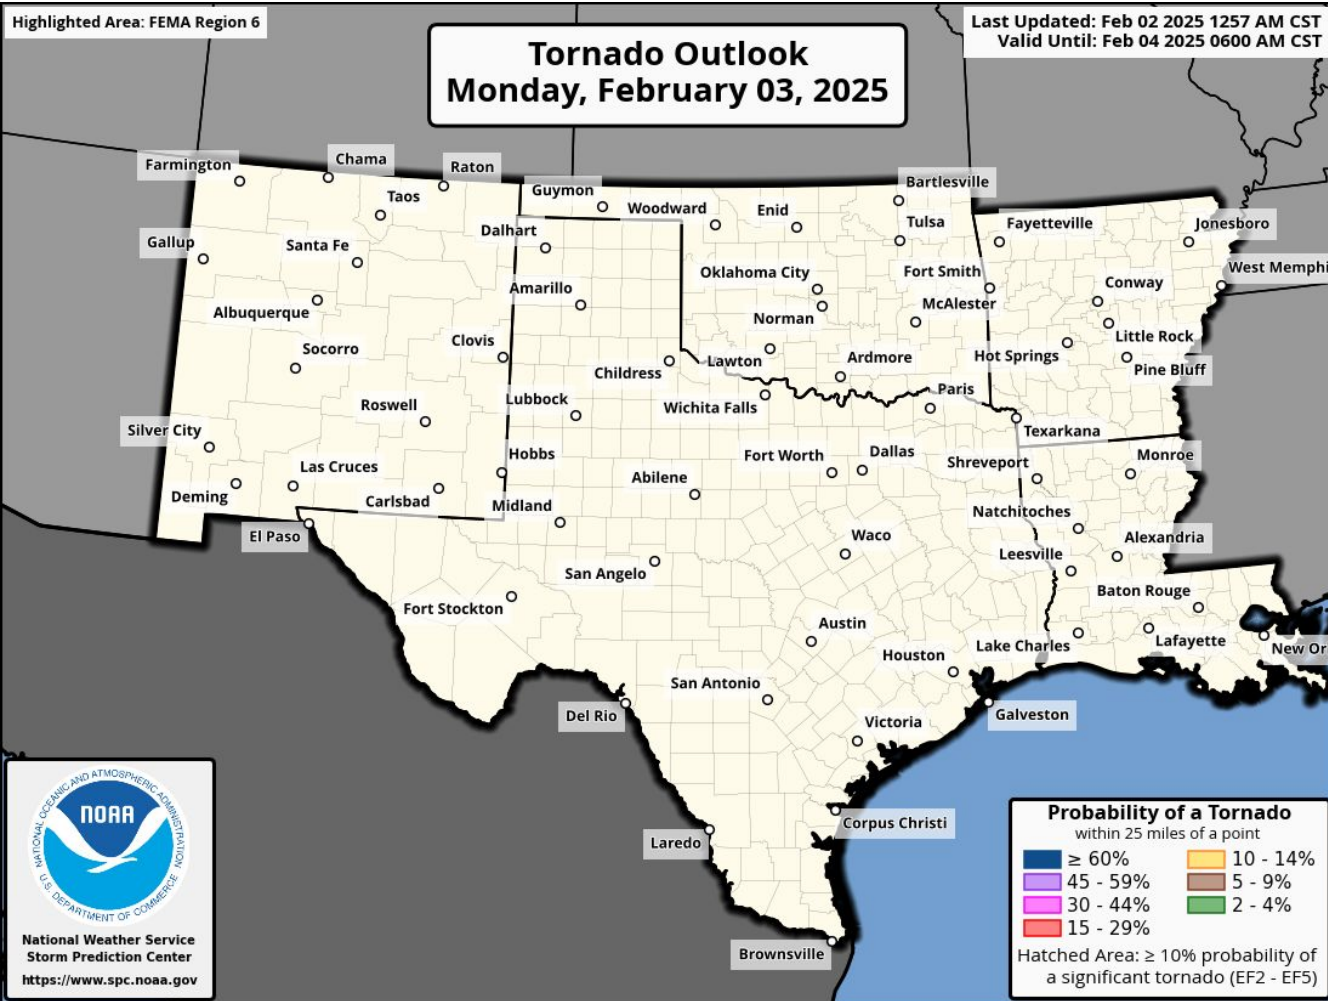 Highlighted Area: FEMA Region 6
Last Updated: Feb 02 2025 1257 AM CST
Valid Until: Feb 04 2025 0600 AM CST
Tornado Outlook
Monday, February 03, 2025
Farmington
Chama
Raton
Taos
Guymon
Woodward
Enid
Bartlesville
Tulsa
Fayetteville
Jonesboro
Gallup
Santa Fe
Dalhart
Oklahoma City
Fort Smith
West Memphi
Albuquerque
Amarillo
Norman
McAlester
Conway
Socorro
Clovis
Childress
Lawton
Ardmore
Hot Springs
Little Rock
Pine Bluff
Roswell
Lubbock
Wichita Falls
Paris
Texarkana
Silver City
Las Cruces
Hobbs
Abilene
Fort Worth
Dallas
Shreveport
Monroe
Deming
Carlsbad
Midland
Natchitoches
El Paso
Waco
Leesville
Alexandria
San Angelo
Fort Stockton
Baton Rouge
Austin
Houston
Lake Charles
Lafayette
New Or
San Antonio
Del Rio
Victoria
Galveston
Corpus Christi
Laredo
Brownsville
NATIONAL OCEANIC AND ATMOSPHERIC ADMINISTRATION
NOAA
U.S. DEPARTMENT OF COMMERCE
National Weather Service
Storm Prediction Center
https://www.spc.noaa.gov
Probability of a Tornado
within 25 miles of a point
≥ 60% 10 - 14%
45 - 59% 5 - 9%
30 - 44% 2 - 4%
15 - 29%
Hatched Area: ≥ 10% probability of
a significant tornado (EF2 - EF5)